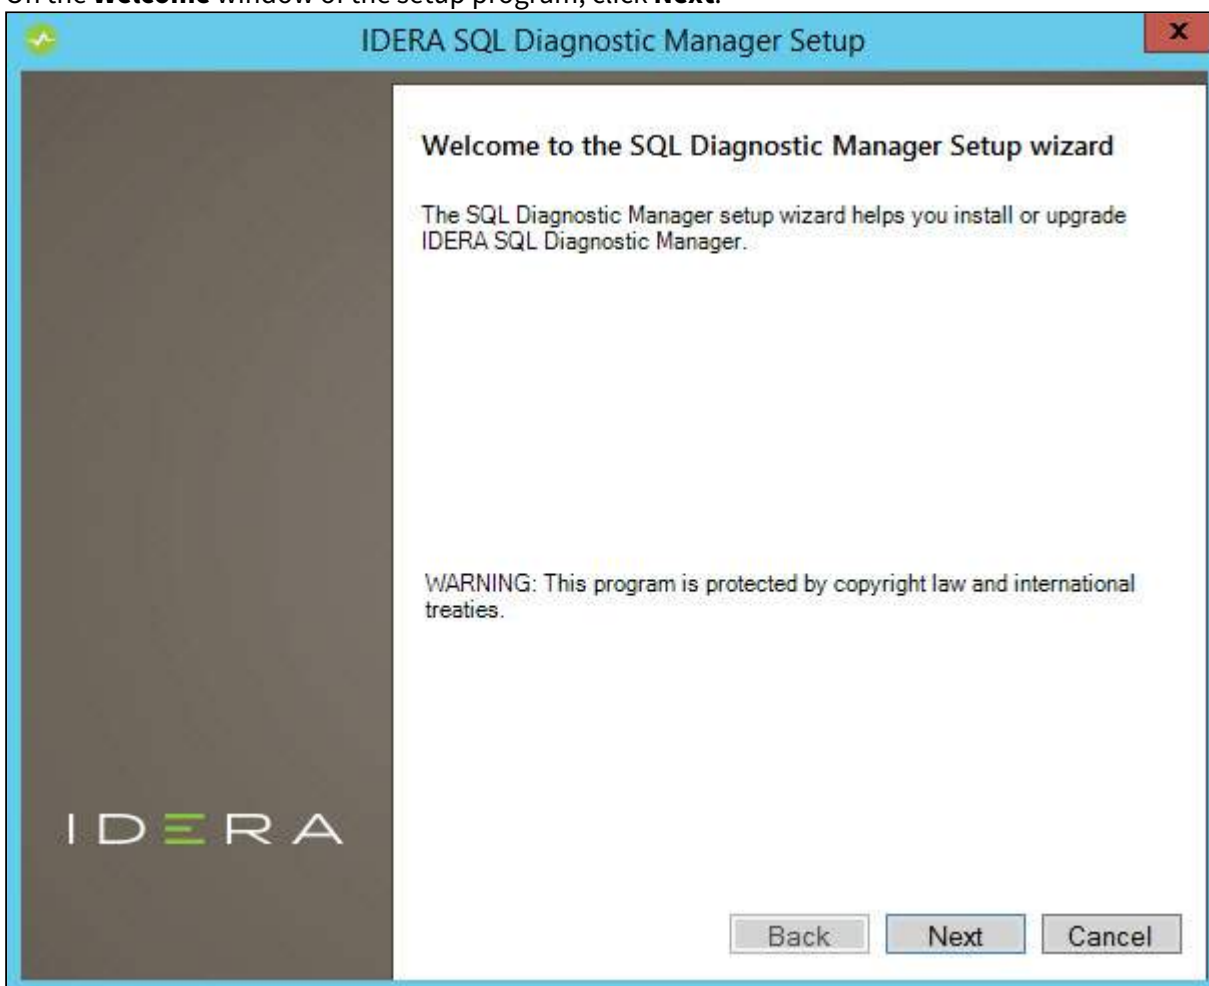 On the Welcome window of the setup program, click Next.
IDERA SQL Diagnostic Manager Setup
x
Welcome to the SQL Diagnostic Manager Setup wizard
The SQL Diagnostic Manager setup wizard helps you install or upgrade
IDERA SQL Diagnostic Manager.
WARNING: This program is protected by copyright law and international
treaties.
IDERA
Back Next Cancel